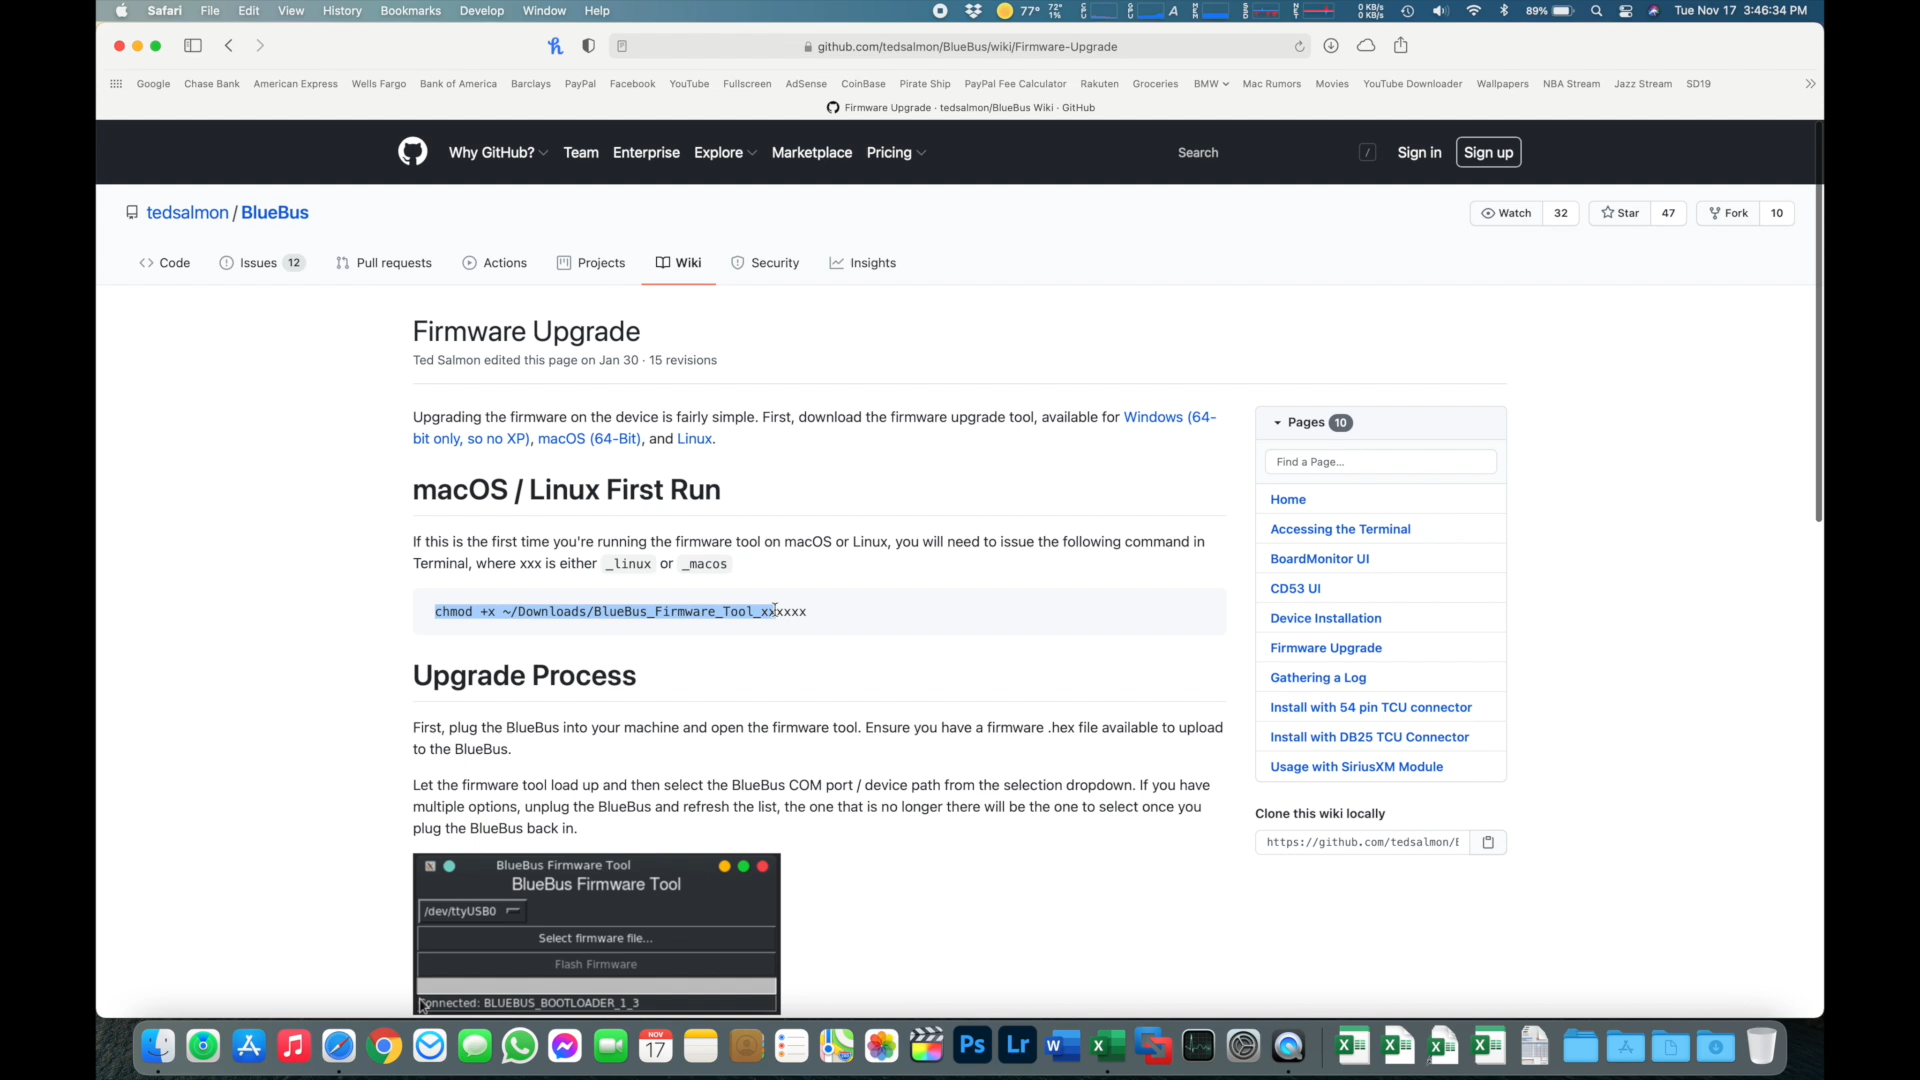 Safari File Edit View History Bookmarks Develop Window Help 77° 72° 1% 0 KB/s 0 KB/s 89% Tue Nov 17 3:46:34 PM
github.com/tedsalmon/BlueBus/wiki/Firmware-Upgrade
Google Chase Bank American Express Wells Fargo Bank of America Barclays PayPal Facebook YouTube Fullscreen AdSense CoinBase Pirate Ship PayPal Fee Calculator Rakuten Groceries BMW Mac Rumors Movies YouTube Downloader Wallpapers NBA Stream Jazz Stream SD19
Firmware Upgrade · tedsalmon/BlueBus Wiki · GitHub
Why GitHub? Team Enterprise Explore Marketplace Pricing Search / Sign in Sign up
tedsalmon / BlueBus Watch 32 Star 47 Fork 10
Code Issues 12 Pull requests Actions Projects Wiki Security Insights
Firmware Upgrade
Ted Salmon edited this page on Jan 30 · 15 revisions
Upgrading the firmware on the device is fairly simple. First, download the firmware upgrade tool, available for Windows (64-
bit only, so no XP), macOS (64-Bit), and Linux.
macOS / Linux First Run
If this is the first time you're running the firmware tool on macOS or Linux, you will need to issue the following command in
Terminal, where xxx is either _linux or _macos
chmod +x ~/Downloads/BlueBus_Firmware_Tool_xxxxxx
Upgrade Process
First, plug the BlueBus into your machine and open the firmware tool. Ensure you have a firmware .hex file available to upload
to the BlueBus.
Let the firmware tool load up and then select the BlueBus COM port / device path from the selection dropdown. If you have
multiple options, unplug the BlueBus and refresh the list, the one that is no longer there will be the one to select once you
plug the BlueBus back in.
BlueBus Firmware Tool
BlueBus Firmware Tool
/dev/ttyUSB0
Select firmware file...
Flash Firmware
Connected: BLUEBUS_BOOTLOADER_1_3
Pages 10
Find a Page...
Home
Accessing the Terminal
BoardMonitor UI
CD53 UI
Device Installation
Firmware Upgrade
Gathering a Log
Install with 54 pin TCU connector
Install with DB25 TCU Connector
Usage with SiriusXM Module
Clone this wiki locally
https://github.com/tedsalmon/E
NOV
17
Ps
Lr
W
X